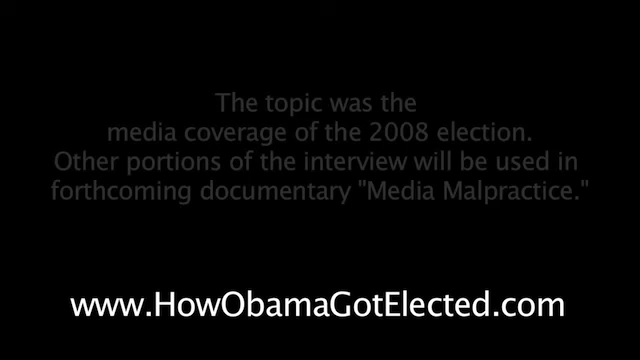 The topic was the
media coverage of the 2008 election.
Other portions of the interview will be used in
forthcoming documentary "Media Malpractice."
www.HowObamaGotElected.com